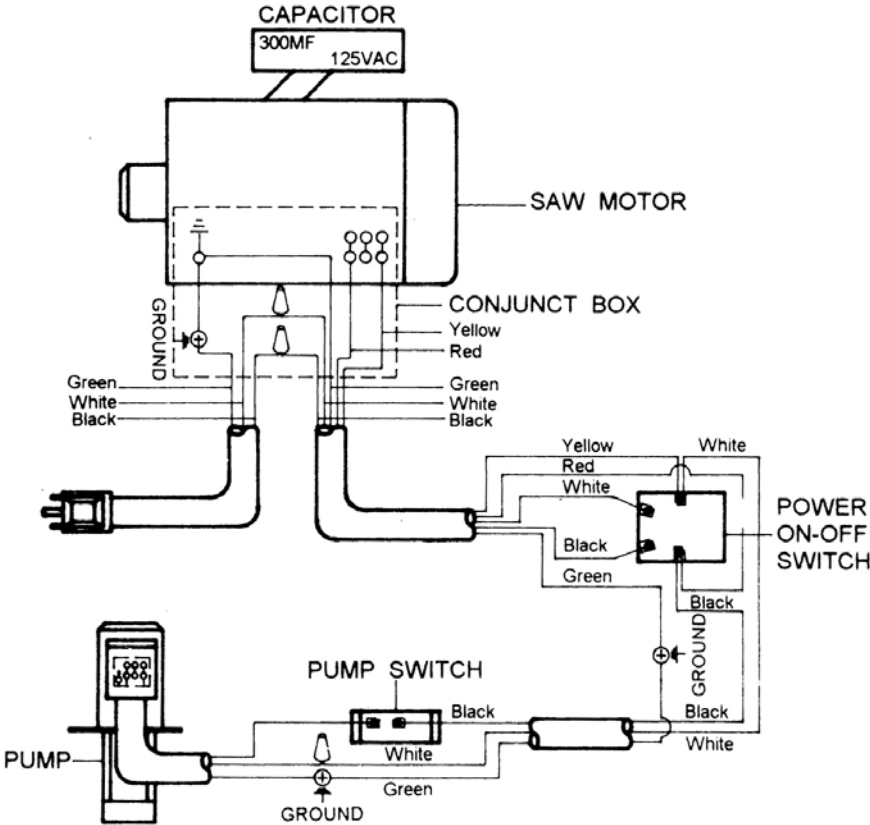 CAPACITOR
300MF
125VAC
SAW MOTOR
CONJUNCT BOX
GROUND
Yellow
Red
Green
Green
White
White
Black
Black
Yellow
White
Red
White
POWER
ON-OFF
SWITCH
Black
Green
Black
GROUND
PUMP SWITCH
Black
Black
White
White
PUMP
Green
GROUND